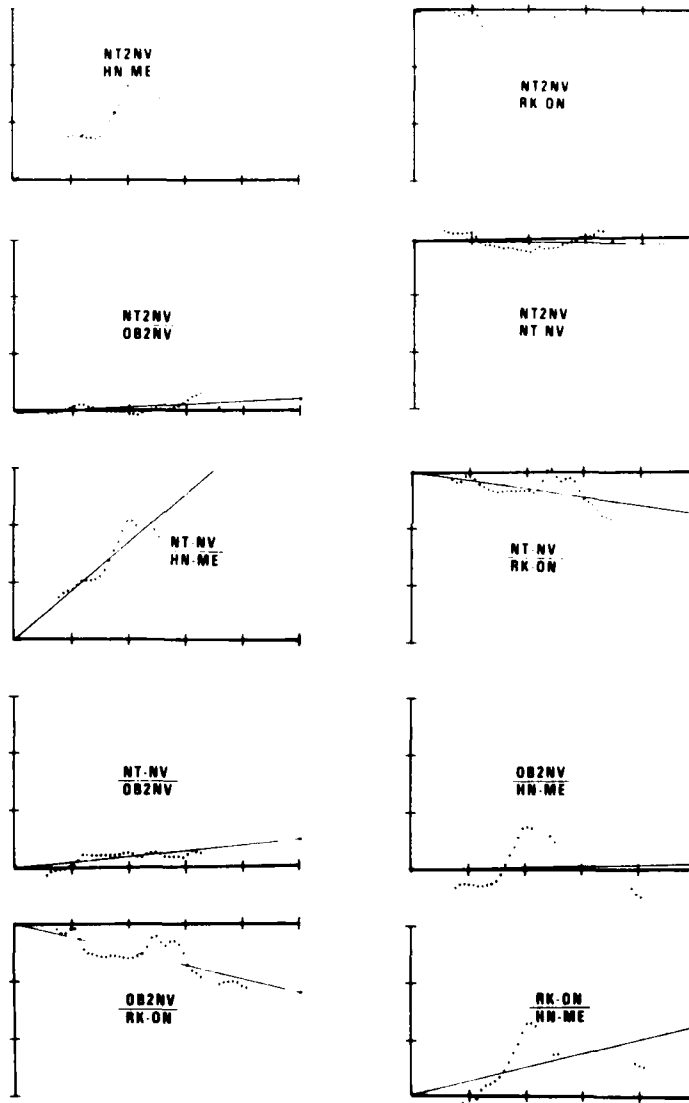 NT2NV
HN ME
NT2NV
RK ON
NT2NV
OB2NV
NT2NV
NT NV
NT-NV
HN-ME
NT-NV
RK-ON
NT-NV
OB2NV
OB2NV
HN-ME
OB2NV
RK-ON
RK-ON
HN-ME